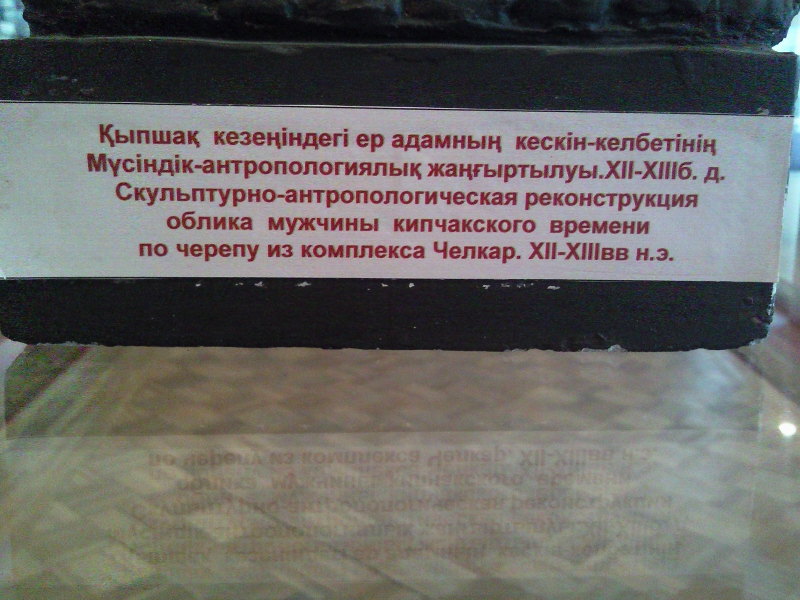 Қыпшақ кезеңіндегі ер адамның кескін-келбетінің
Мүсіндік-антропологиялық жаңғыртылуы.XII-XIIIб. д.
Скульптурно-антропологическая реконструкция
облика мужчины кипчакского времени
по черепу из комплекса Челкар. XII-XIIIвв н.э.